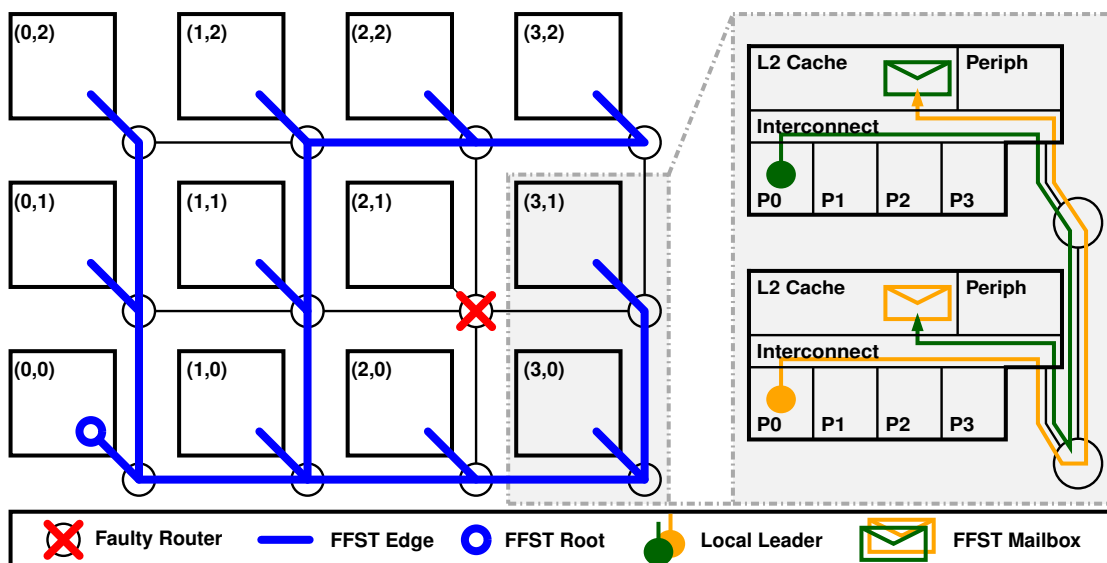 (0,2) (1,2) (2,2) (3,2)
(0,1) (1,1) (2,1) (3,1)
(0,0) (1,0) (2,0) (3,0)
L2 Cache Periph
Interconnect
P0 P1 P2 P3
L2 Cache Periph
Interconnect
P0 P1 P2 P3
Faulty Router FFST Edge FFST Root Local Leader FFST Mailbox